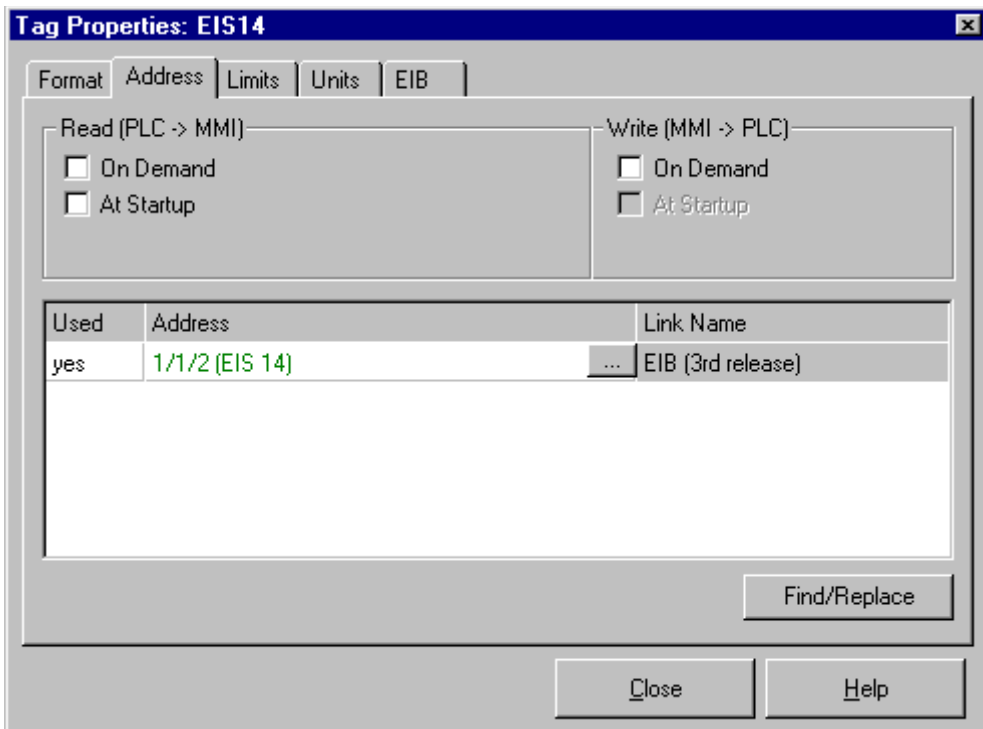 Tag Properties: EIS14
Format Address Limits Units EIB
Read (PLC -> MMI) Write (MMI -> PLC)
On Demand On Demand
At Startup At Startup
Used Address Link Name
yes 1/1/2 (EIS 14) ... EIB (3rd release)
Find/Replace
Close Help